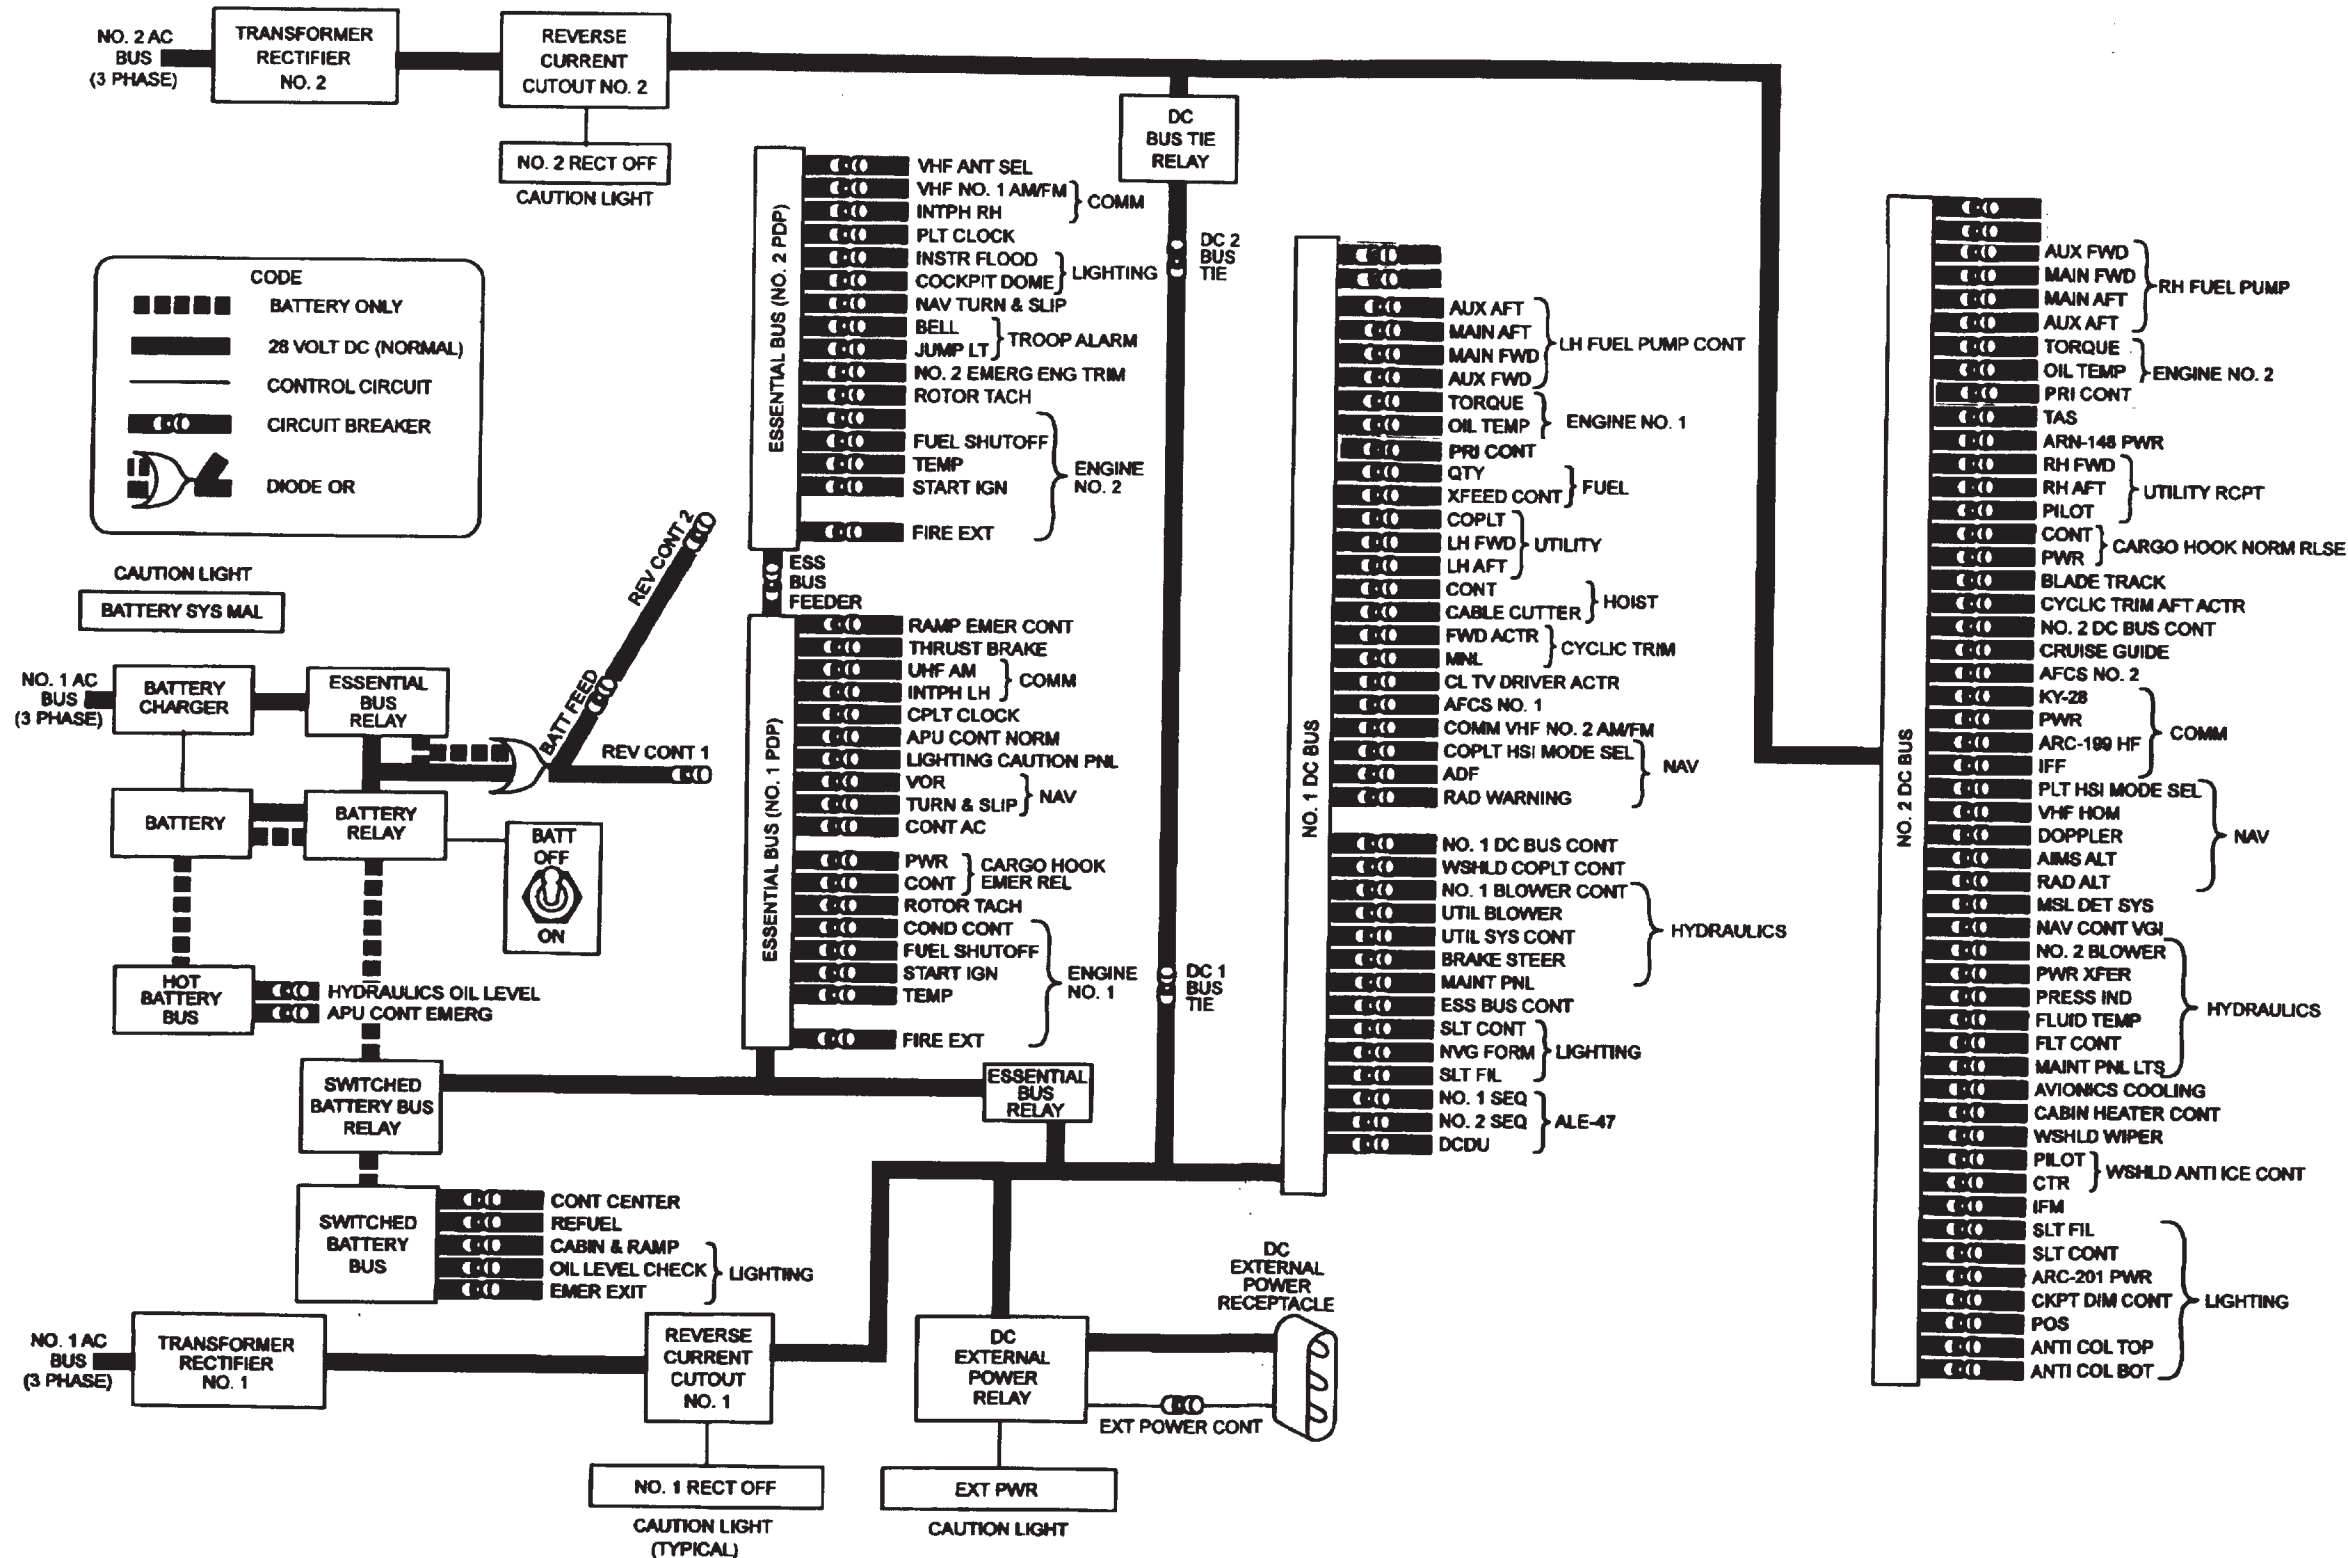 NO. 2 AC
BUS
(3 PHASE)
TRANSFORMER
RECTIFIER
NO. 2
REVERSE
CURRENT
CUTOUT NO. 2
NO. 2 RECT OFF
CAUTION LIGHT
DC
BUS TIE
RELAY
DC 2
BUS
TIE
CODE
BATTERY ONLY
28 VOLT DC (NORMAL)
CONTROL CIRCUIT
CIRCUIT BREAKER
DIODE OR
CAUTION LIGHT
BATTERY SYS MAL
NO. 1 AC
BUS
(3 PHASE)
BATTERY
CHARGER
ESSENTIAL
BUS
RELAY
BATT FEED
REV CONT 2
REV CONT 1
BATTERY
BATTERY
RELAY
BATT
OFF
ON
HOT
BATTERY
BUS
HYDRAULICS OIL LEVEL
APU CONT EMERG
SWITCHED
BATTERY BUS
RELAY
SWITCHED
BATTERY
BUS
CONT CENTER
REFUEL
CABIN & RAMP
OIL LEVEL CHECK
EMER EXIT
LIGHTING
NO. 1 AC
BUS
(3 PHASE)
TRANSFORMER
RECTIFIER
NO. 1
REVERSE
CURRENT
CUTOUT
NO. 1
NO. 1 RECT OFF
CAUTION LIGHT
(TYPICAL)
ESSENTIAL BUS (NO. 2 PDP)
VHF ANT SEL
VHF NO. 1 AM/FM
INTPH RH
COMM
PLT CLOCK
INSTR FLOOD
COCKPIT DOME
LIGHTING
NAV TURN & SLIP
BELL
JUMP LT
TROOP ALARM
NO. 2 EMERG ENG TRIM
ROTOR TACH
FUEL SHUTOFF
TEMP
START IGN
FIRE EXT
ENGINE
NO. 2
ESS
BUS
FEEDER
ESSENTIAL BUS (NO. 1 PDP)
RAMP EMER CONT
THRUST BRAKE
UHF AM
INTPH LH
COMM
CPLT CLOCK
APU CONT NORM
LIGHTING CAUTION PNL
VOR
TURN & SLIP
NAV
CONT AC
PWR
CONT
CARGO HOOK
EMER REL
ROTOR TACH
COND CONT
FUEL SHUTOFF
START IGN
TEMP
FIRE EXT
ENGINE
NO. 1
ESSENTIAL
BUS
RELAY
DC 1
BUS
TIE
DC
EXTERNAL
POWER
RELAY
DC
EXTERNAL
POWER
RECEPTACLE
EXT POWER CONT
EXT PWR
CAUTION LIGHT
NO. 1 DC BUS
AUX AFT
MAIN AFT
MAIN FWD
AUX FWD
LH FUEL PUMP CONT
TORQUE
OIL TEMP
ENGINE NO. 1
PRI CONT
QTY
XFEED CONT
FUEL
COPLT
LH FWD
LH AFT
UTILITY
CONT
CABLE CUTTER
HOIST
FWD ACTR
MNL
CYCLIC TRIM
CL TV DRIVER ACTR
AFCS NO. 1
COMM VHF NO. 2 AM/FM
COPLT HSI MODE SEL
ADF
RAD WARNING
NAV
NO. 1 DC BUS CONT
WSHLD COPLT CONT
NO. 1 BLOWER CONT
UTIL BLOWER
UTIL SYS CONT
BRAKE STEER
MAINT PNL
HYDRAULICS
ESS BUS CONT
SLT CONT
NVG FORM
SLT FIL
LIGHTING
NO. 1 SEQ
NO. 2 SEQ
DCDU
ALE-47
NO. 2 DC BUS
AUX FWD
MAIN FWD
MAIN AFT
AUX AFT
RH FUEL PUMP
TORQUE
OIL TEMP
ENGINE NO. 2
PRI CONT
TAS
ARN-148 PWR
RH FWD
RH AFT
PILOT
UTILITY RCPT
CONT
PWR
CARGO HOOK NORM RLSE
BLADE TRACK
CYCLIC TRIM AFT ACTR
NO. 2 DC BUS CONT
CRUISE GUIDE
AFCS NO. 2
KY-28
PWR
ARC-199 HF
IFF
COMM
PLT HSI MODE SEL
VHF HOM
DOPPLER
AIMS ALT
RAD ALT
NAV
MSL DET SYS
NAV CONT VGI
NO. 2 BLOWER
PWR XFER
PRESS IND
FLUID TEMP
FLT CONT
MAINT PNL LTS
HYDRAULICS
AVIONICS COOLING
CABIN HEATER CONT
WSHLD WIPER
PILOT
CTR
WSHLD ANTI ICE CONT
IFM
SLT FIL
SLT CONT
ARC-201 PWR
CKPT DIM CONT
POS
ANTI COL TOP
ANTI COL BOT
LIGHTING